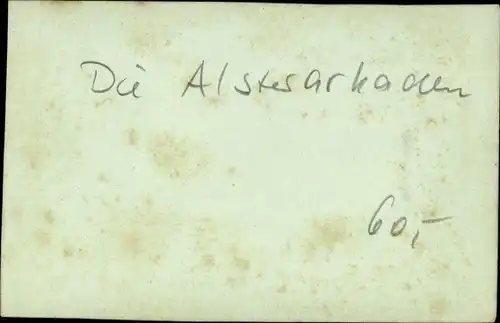 Die Alsterarkaden
60,-